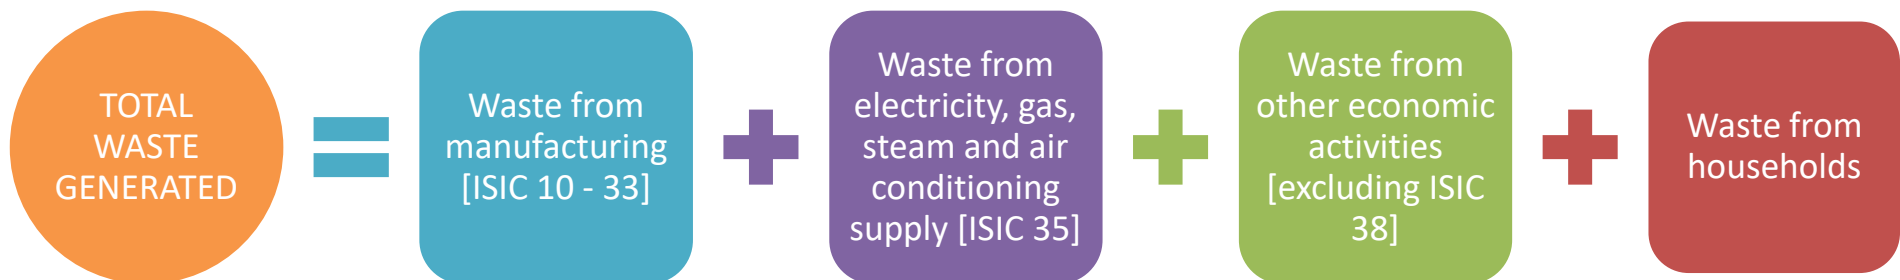 TOTAL
WASTE
GENERATED
Waste from
manufacturing
[ISIC 10 - 33]
Waste from
electricity, gas,
steam and air
conditioning
supply [ISIC 35]
Waste from
other economic
activities
[excluding ISIC
38]
Waste from
households